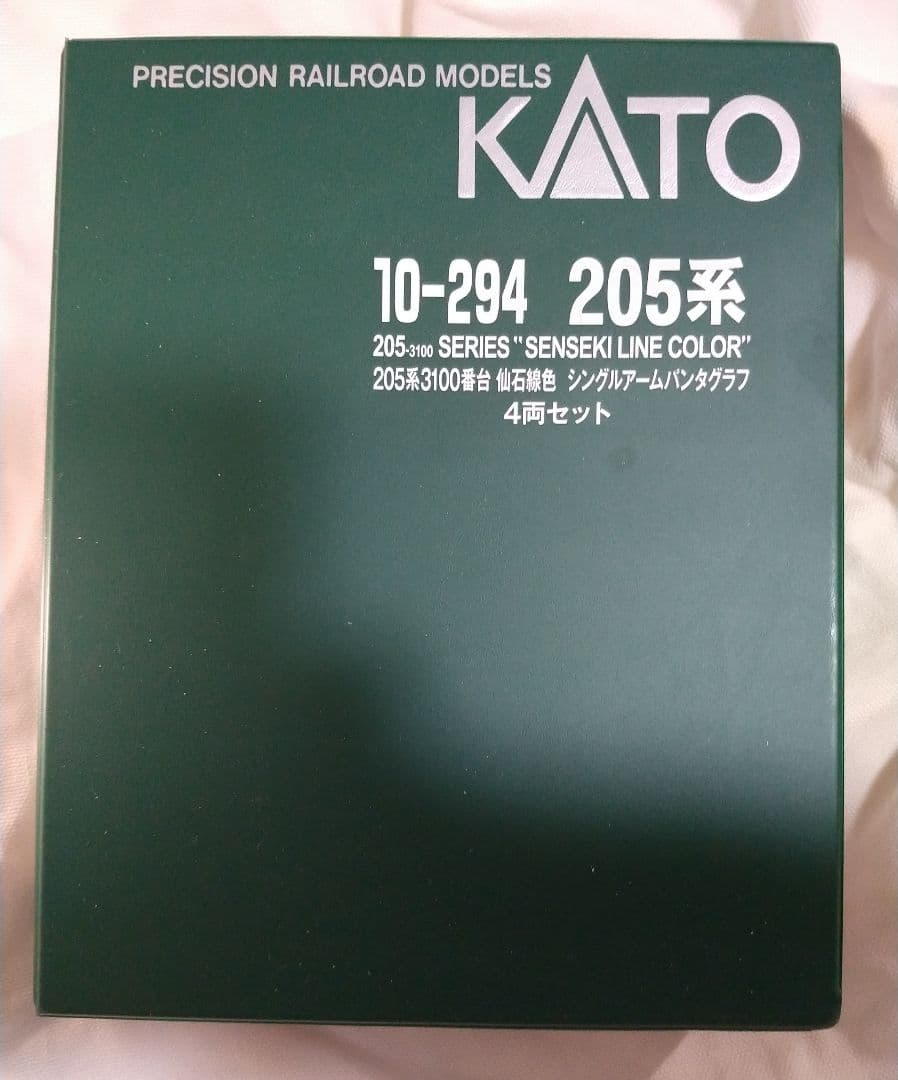 PRECISION RAILROAD MODELS
KATO
10-294 205系
205-3100 SERIES "SENSEKI LINE COLOR"
205系3100番台 仙石線色 シングルアームパンタグラフ
4両セット